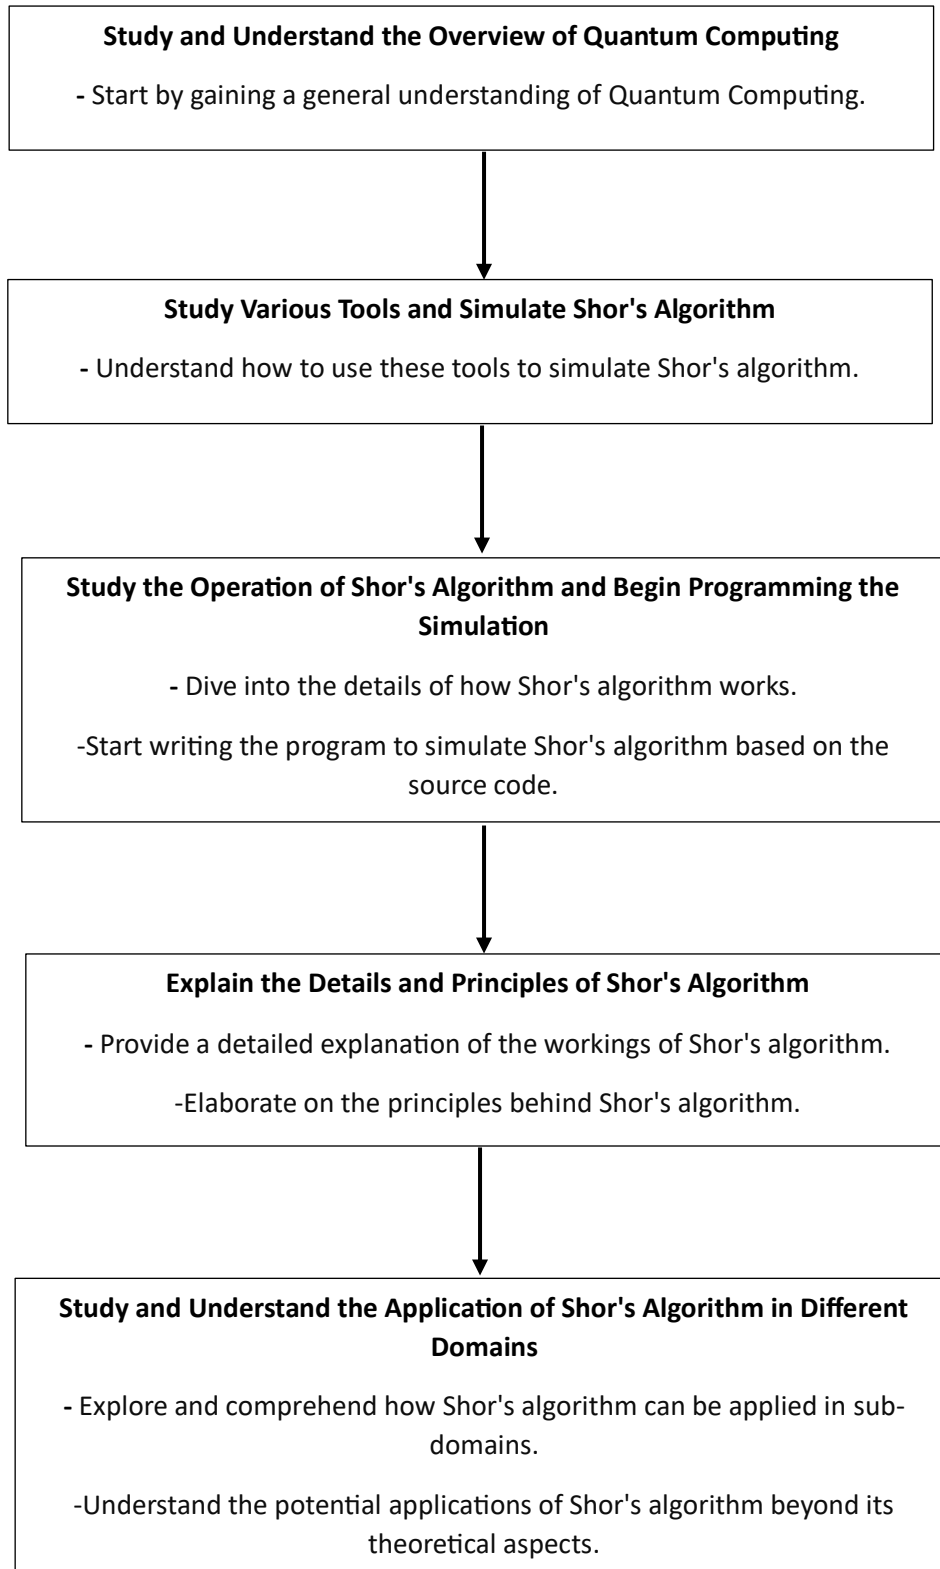 Study and Understand the Overview of Quantum Computing
- Start by gaining a general understanding of Quantum Computing.
Study Various Tools and Simulate Shor's Algorithm
- Understand how to use these tools to simulate Shor's algorithm.
Study the Operation of Shor's Algorithm and Begin Programming the
Simulation
- Dive into the details of how Shor's algorithm works.
-Start writing the program to simulate Shor's algorithm based on the
source code.
Explain the Details and Principles of Shor's Algorithm
- Provide a detailed explanation of the workings of Shor's algorithm.
-Elaborate on the principles behind Shor's algorithm.
Study and Understand the Application of Shor's Algorithm in Different
Domains
- Explore and comprehend how Shor's algorithm can be applied in sub-
domains.
-Understand the potential applications of Shor's algorithm beyond its
theoretical aspects.